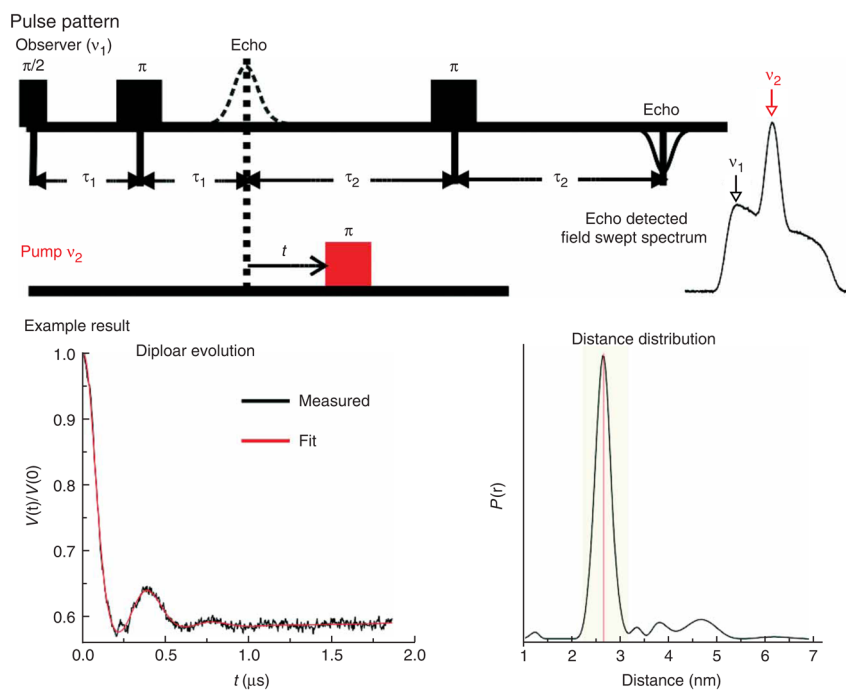 Pulse pattern
Observer (ν1)
Echo
π/2
π
π
Echo
ν2
ν1
τ1
τ1
τ2
τ2
Echo detected
field swept spectrum
Pump ν2
t
π
Example result
Diploar evolution
Distance distribution
Measured
Fit
V(t)/V(0)
1.0
0.9
0.8
0.7
0.6
0.0
0.5
1.0
1.5
2.0
t (μs)
P(r)
1
2
3
4
5
6
7
Distance (nm)